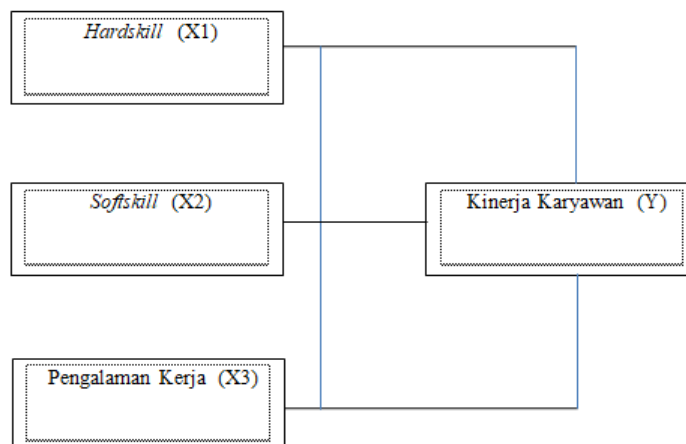 Hardskill (X1)
Softskill (X2)
Kinerja Karyawan (Y)
Pengalaman Kerja (X3)